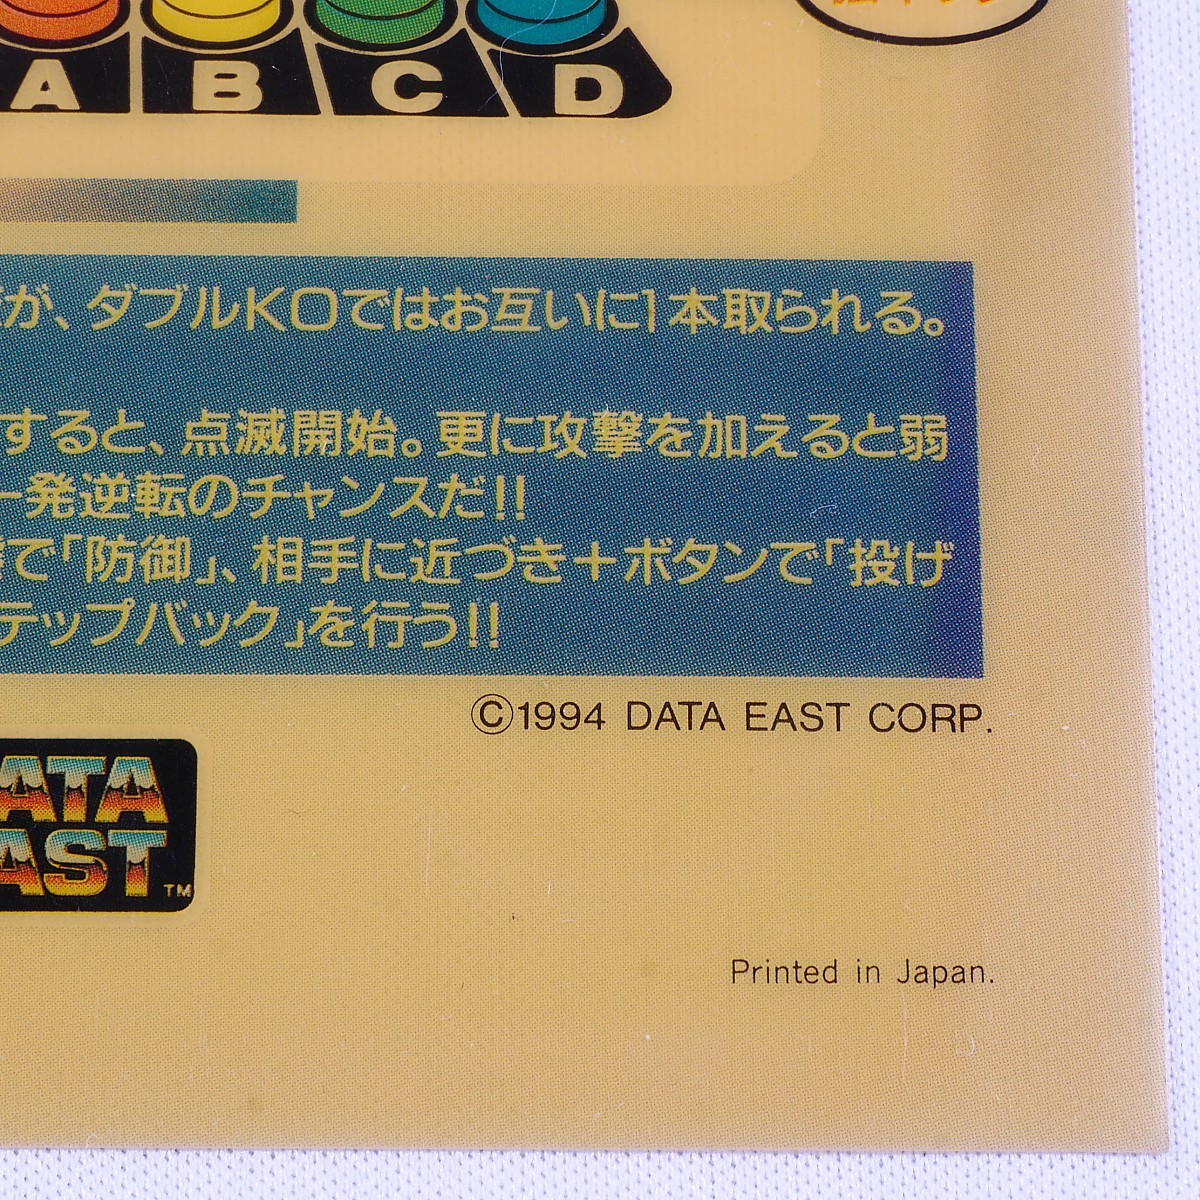 A B C D
が、ダブルKOではお互いに1本取られる。
すると、点滅開始。更に攻撃を加えると弱
一発逆転のチャンスだ!!
で「防御」、相手に近づき+ボタンで「投げ
テップバック」を行う!!
©1994 DATA EAST CORP.
DATA
EAST TM
Printed in Japan.